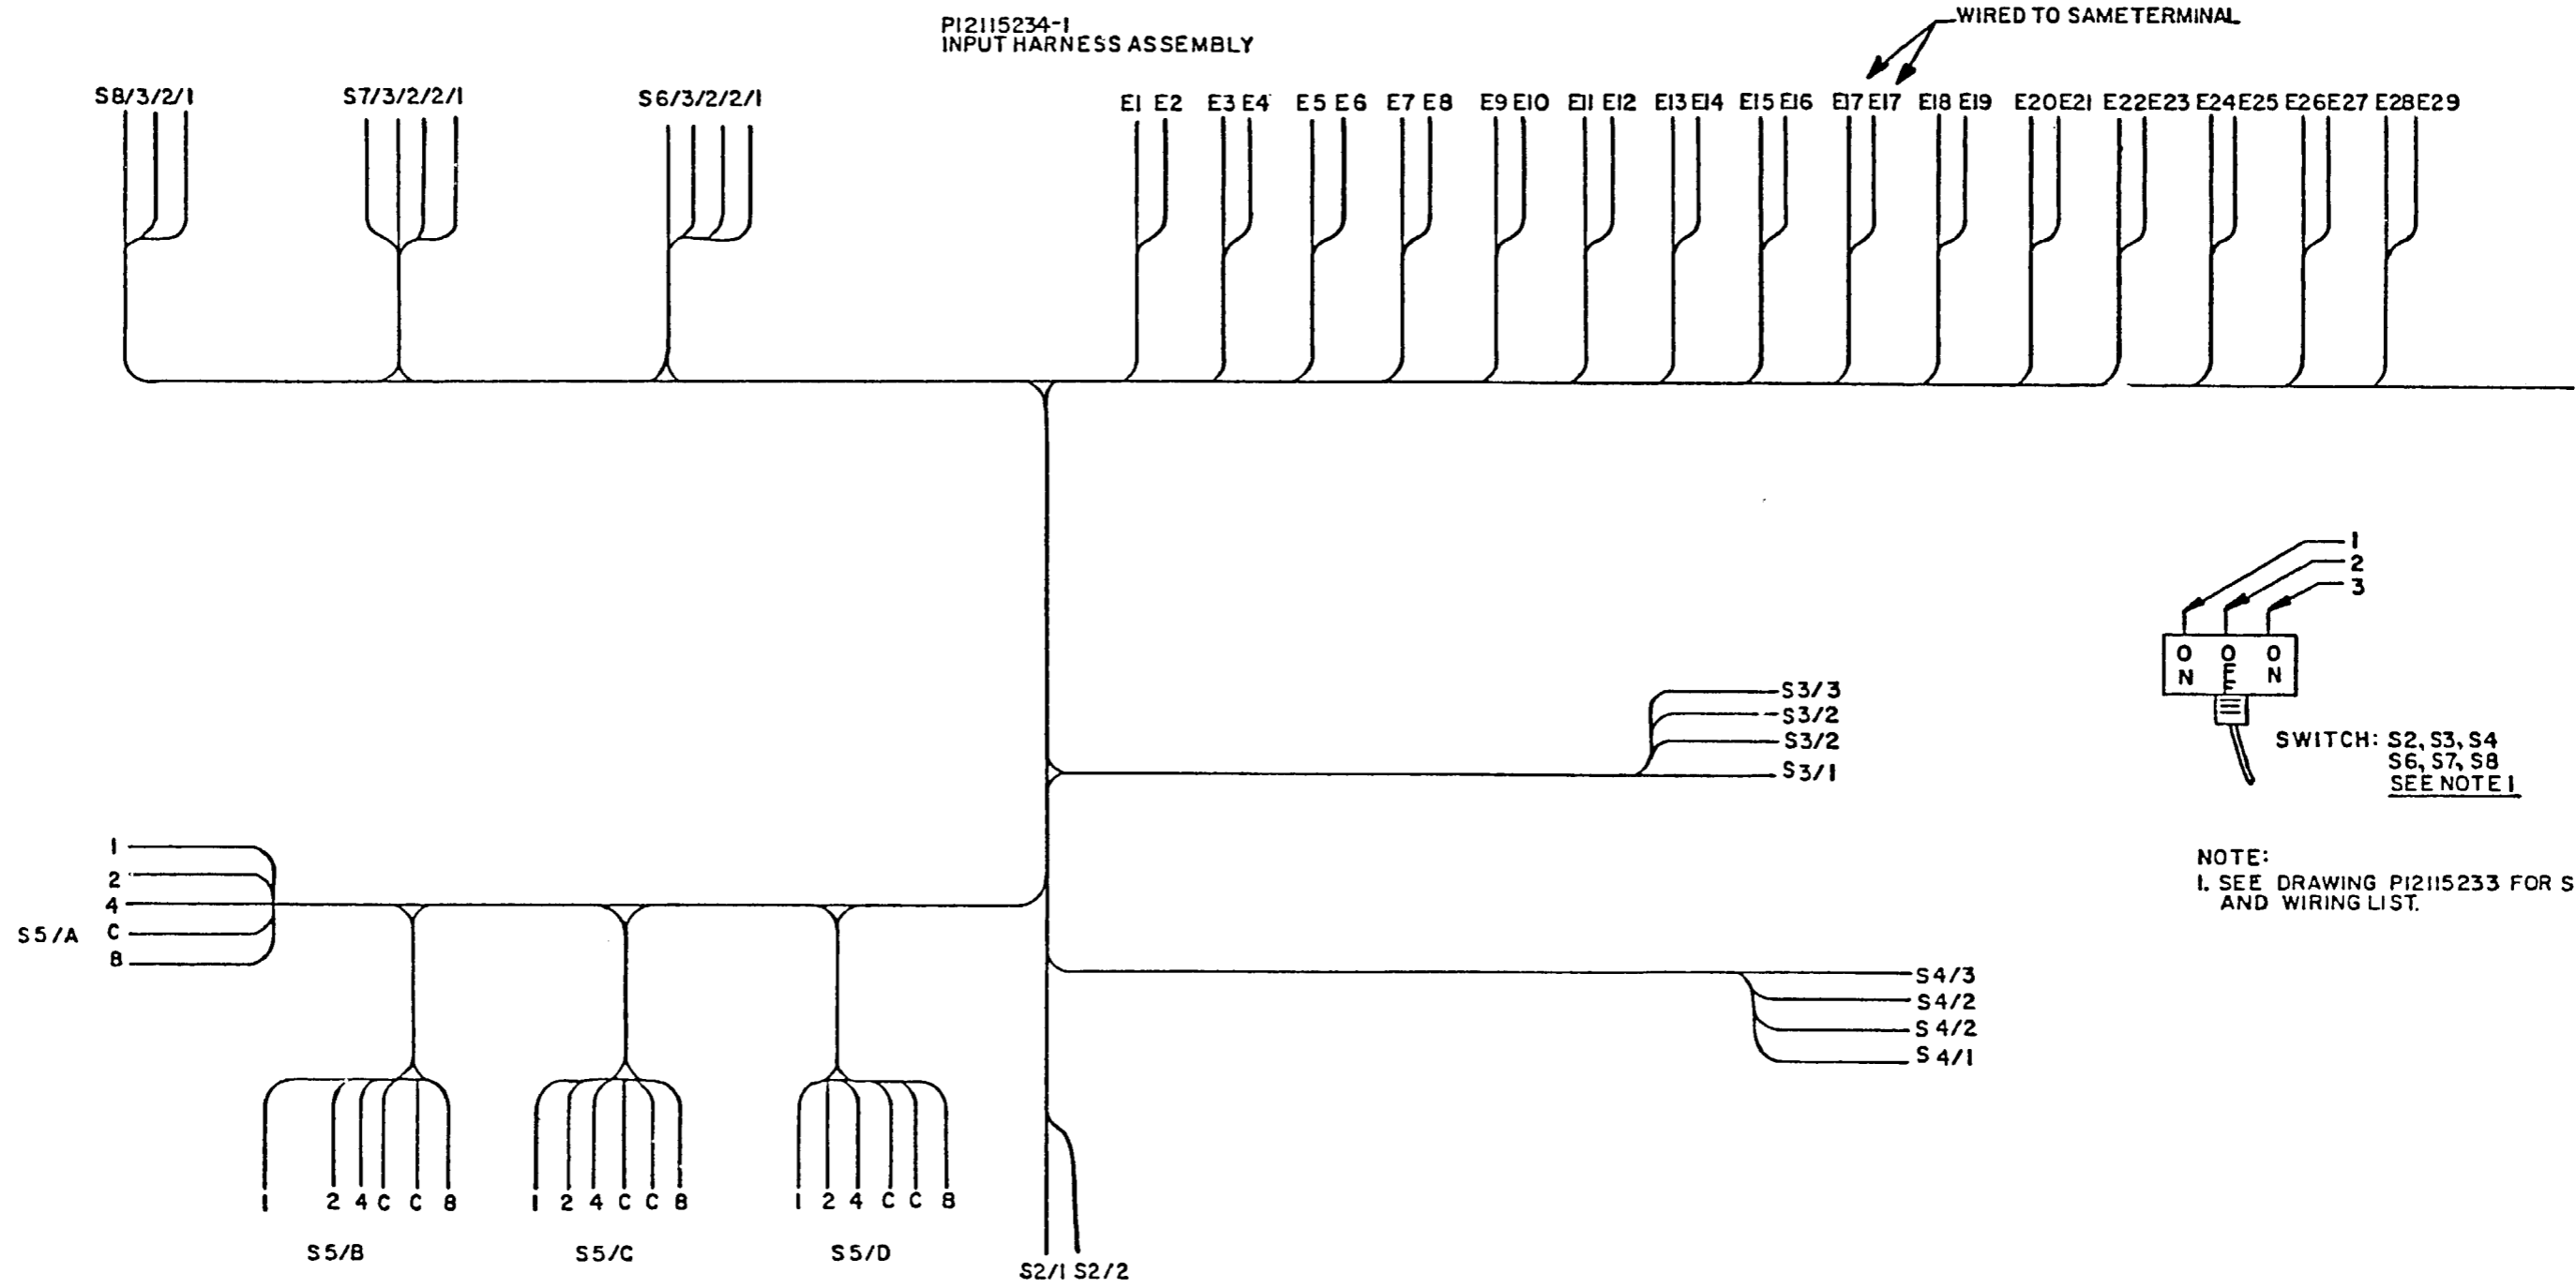 P12115234-1
INPUT HARNESS ASSEMBLY
WIRED TO SAME TERMINAL
S8/3/2/1 S7/3/2/2/1 S6/3/2/2/1
E1 E2 E3 E4 E5 E6 E7 E8 E9 E10 E11 E12 E13 E14 E15 E16 E17 E17 E18 E19 E20 E21 E22 E23 E24 E25 E26 E27 E28 E29
1
2
3
O O O
N F N
F
SWITCH: S2, S3, S4
S6, S7, S8
SEE NOTE 1
S3/3
S3/2
S3/2
S3/1
NOTE:
1. SEE DRAWING P12115233 FOR S
AND WIRING LIST.
1
2
4
C
8
S5/A
S4/3
S4/2
S4/2
S4/1
1 2 4 C C 8
S5/B
1 2 4 C C 8
S5/C
1 2 4 C C 8
S5/D
S2/1 S2/2